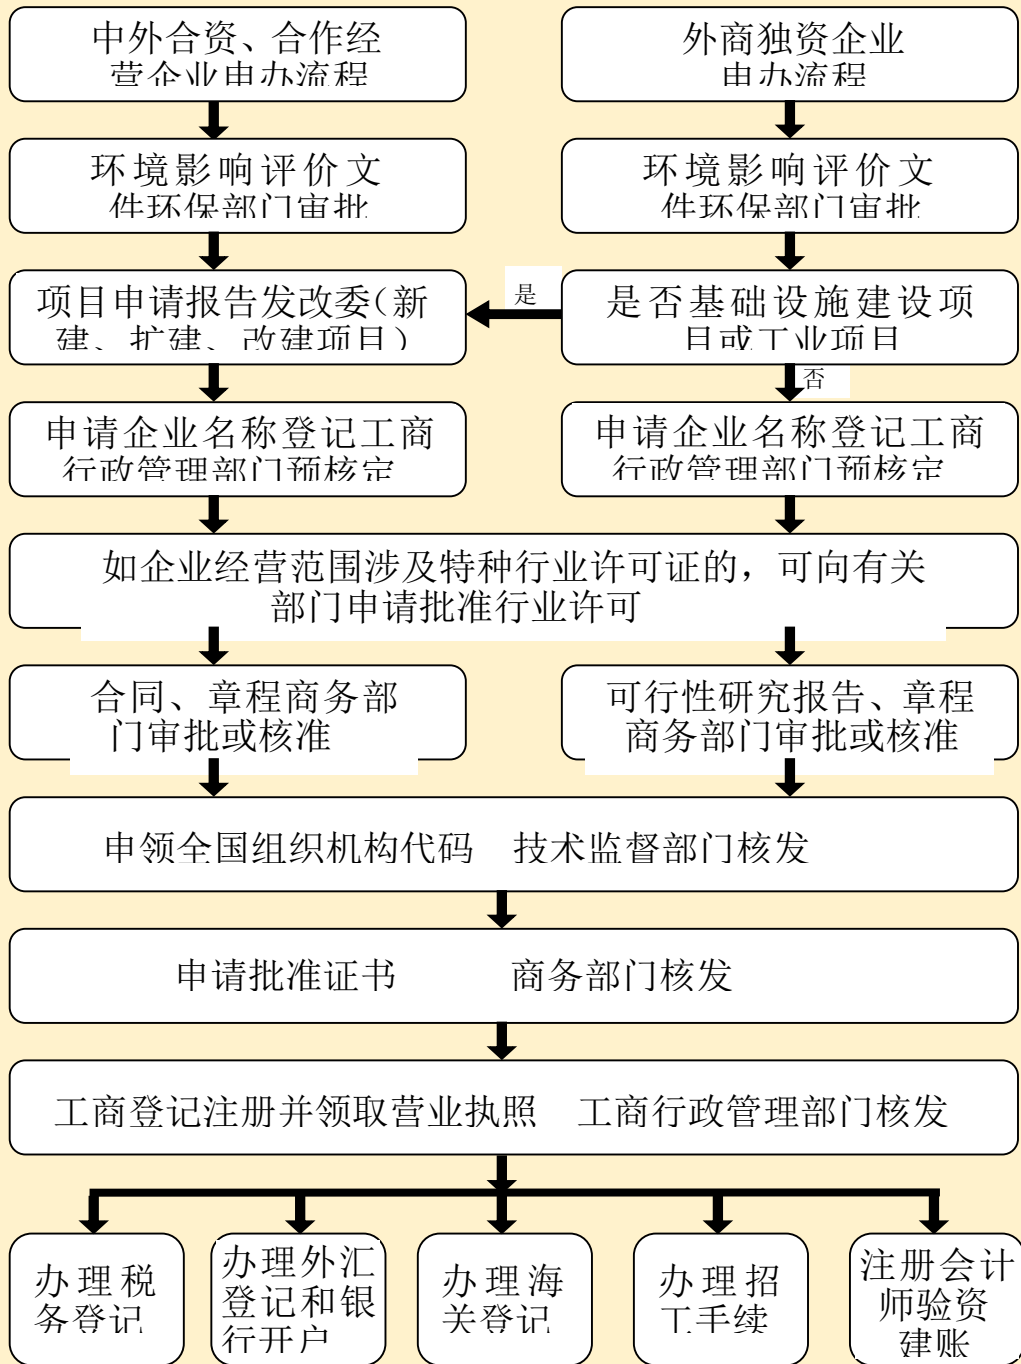 中外合资、合作经
营企业申办流程
外商独资企业
申办流程
环境影响评价文
件环保部门审批
环境影响评价文
件环保部门审批
项目申请报告发改委(新
建、扩建、改建项目)
是
是否基础设施建设项
目或工业项目
否
申请企业名称登记工商
行政管理部门预核定
申请企业名称登记工商
行政管理部门预核定
如企业经营范围涉及特种行业许可证的，可向有关
部门申请批准行业许可
合同、章程商务部
门审批或核准
可行性研究报告、章程
商务部门审批或核准
申领全国组织机构代码 技术监督部门核发
申请批准证书 商务部门核发
工商登记注册并领取营业执照 工商行政管理部门核发
办理税
务登记
办理外汇
登记和银
行开户
办理海
关登记
办理招
工手续
注册会计
师验资
建账